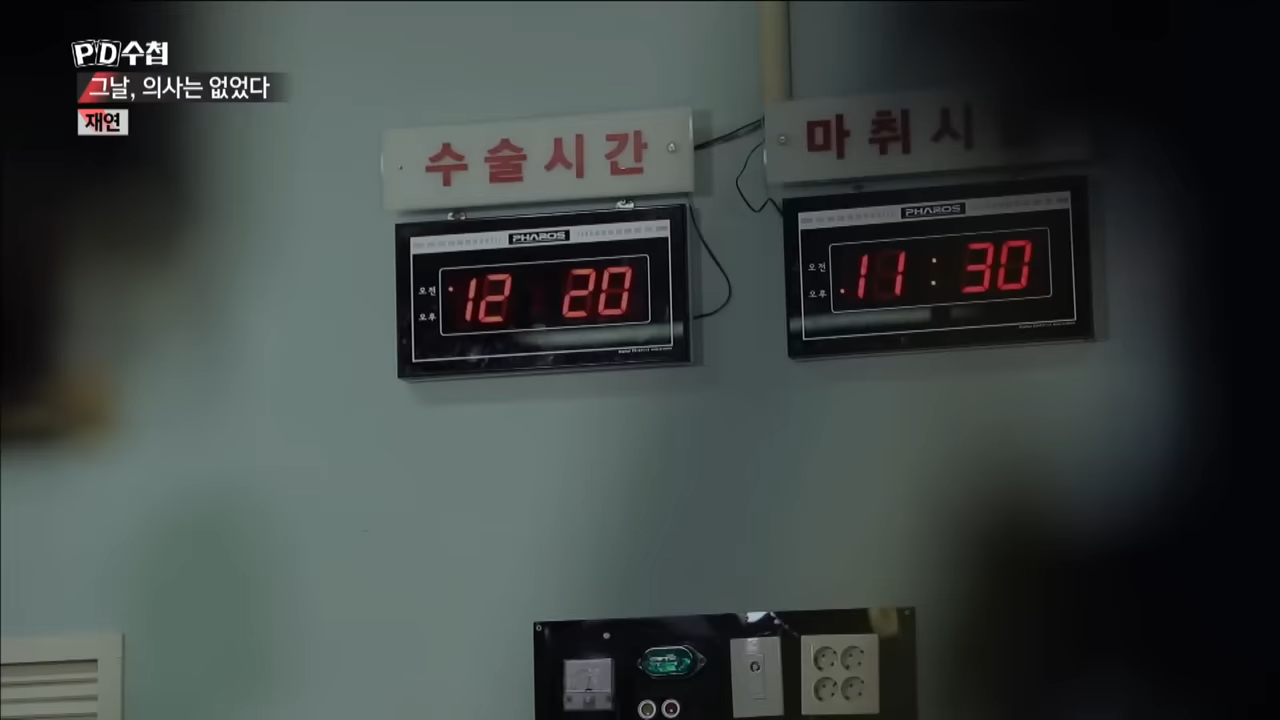 PD수첩
그날, 의사는 없었다
재연
수술시간
마취시
PHAROS
오전
오후
12 20
PHAROS
오전
오후
11:30